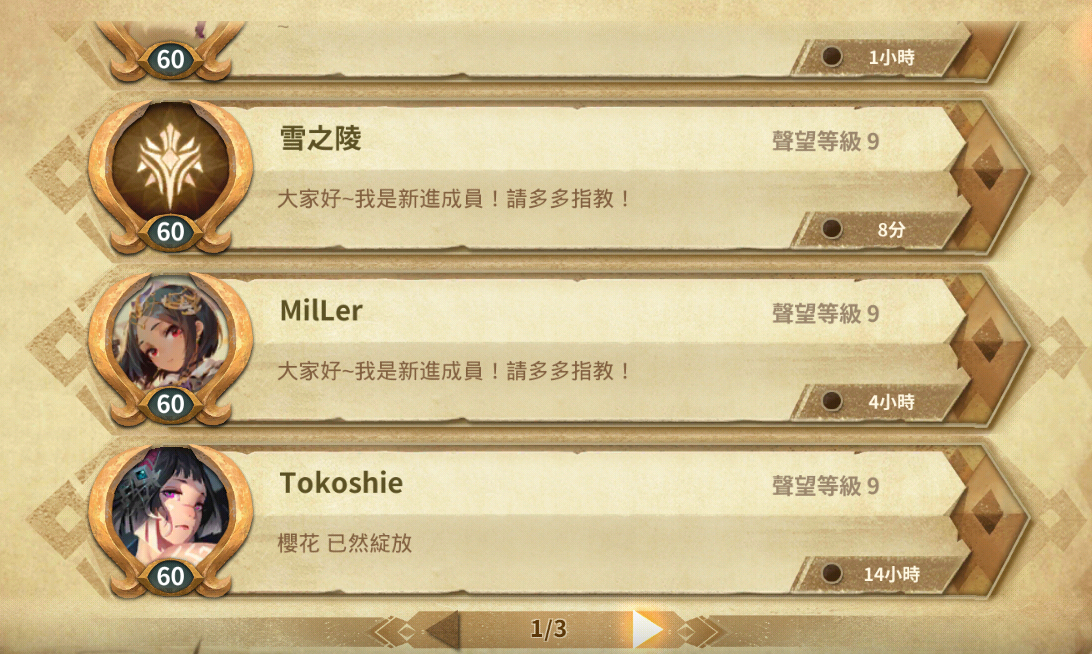 ~
60
1小時
雪之陵
聲望等級 9
大家好~我是新進成員！請多多指教！
60
8分
MilLer
聲望等級 9
大家好~我是新進成員！請多多指教！
60
4小時
Tokoshie
聲望等級 9
櫻花 已然綻放
60
14小時
1/3